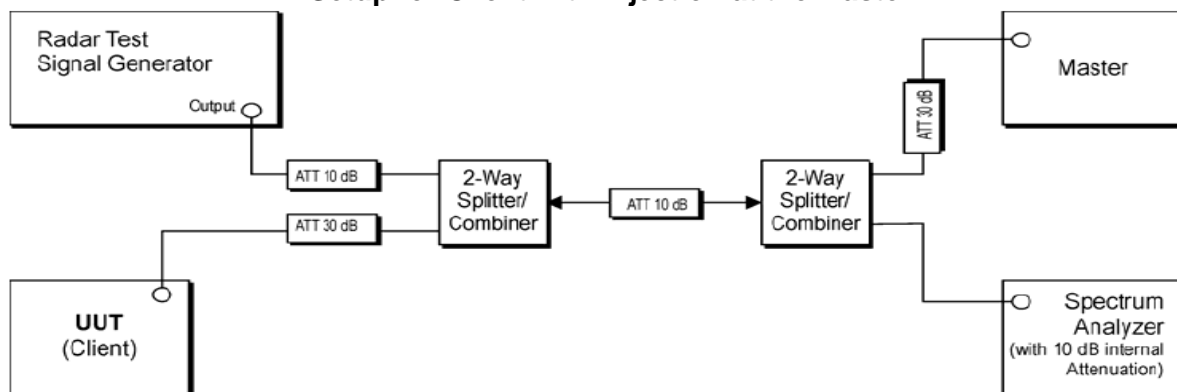 Radar Test
Signal Generator
Output
ATT 10 dB
ATT 30 dB
2-Way
Splitter/
Combiner
ATT 10 dB
2-Way
Splitter/
Combiner
ATT 30 dB
Master
UUT
(Client)
Spectrum
Analyzer
(with 10 dB internal
Attenuation)